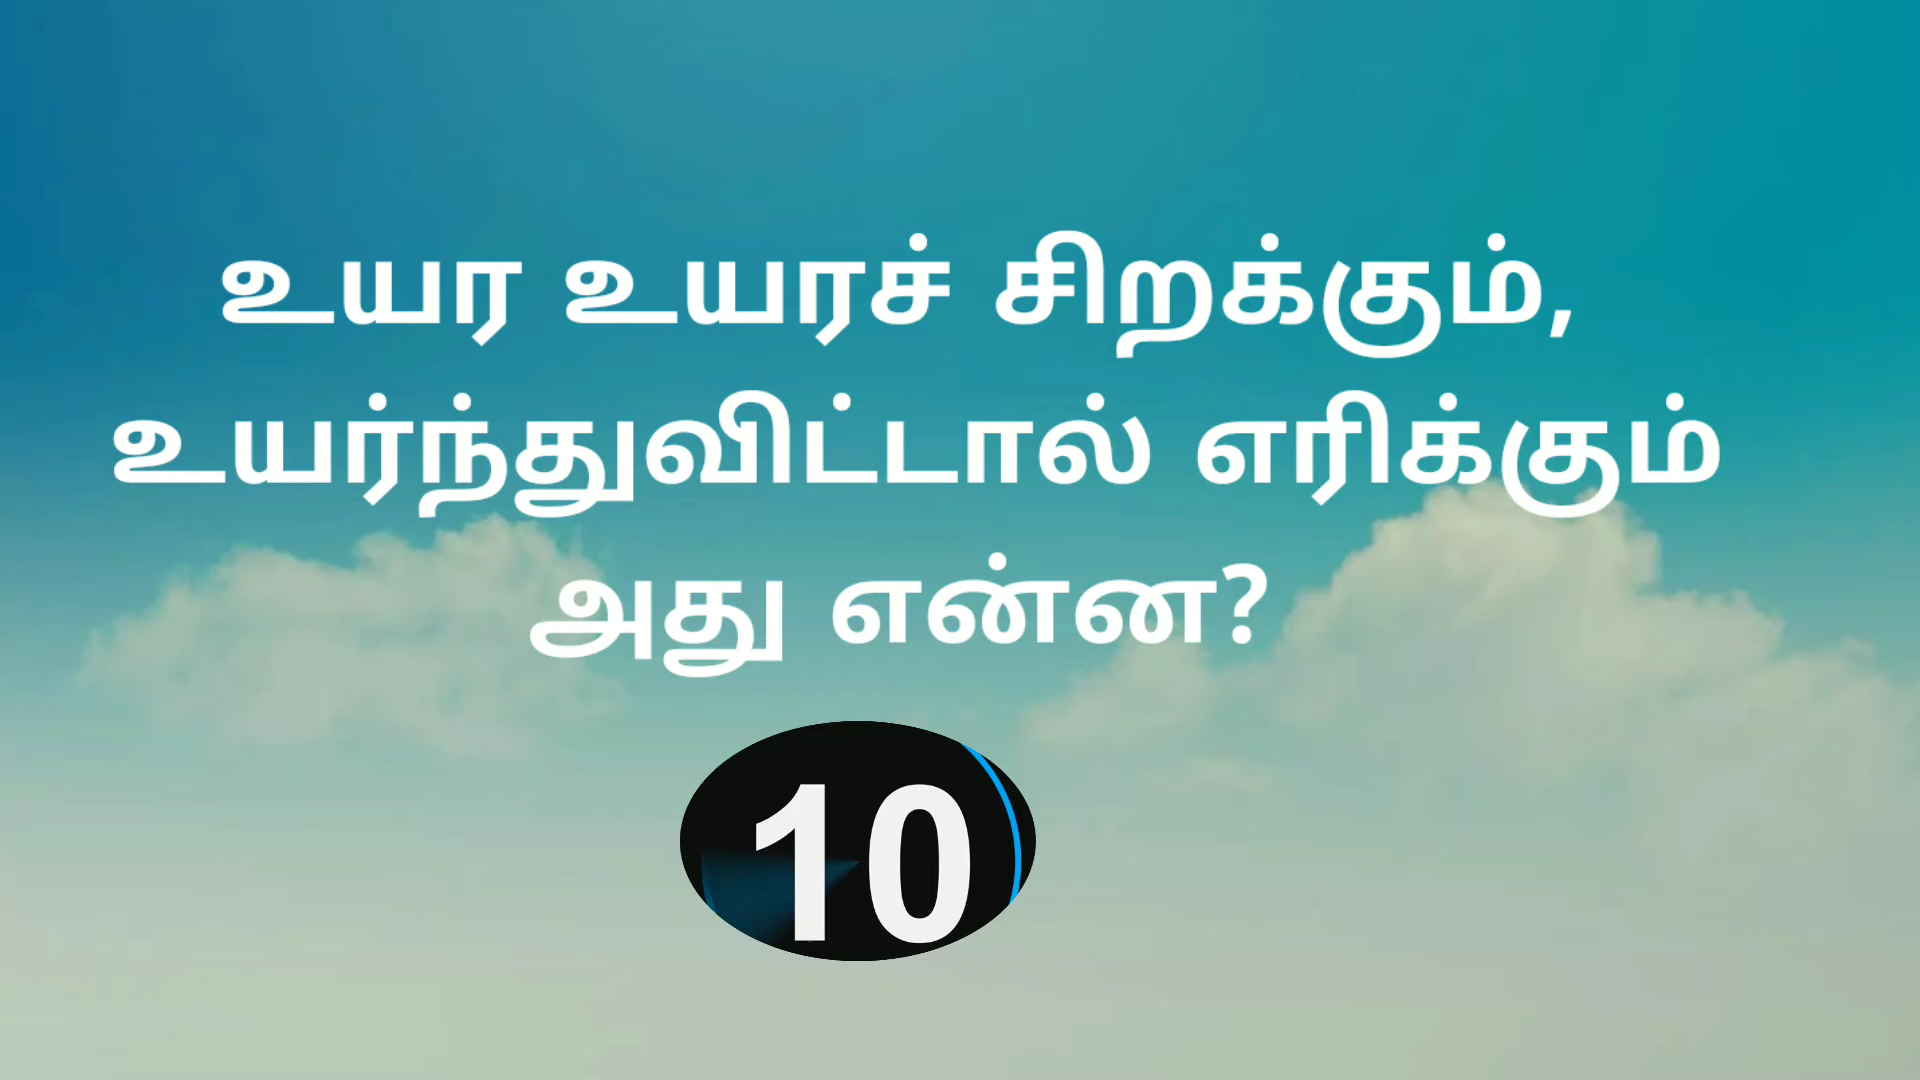 உயர உயரச் சிறக்கும்,
உயர்ந்துவிட்டால் எரிக்கும்
அது என்ன?
10